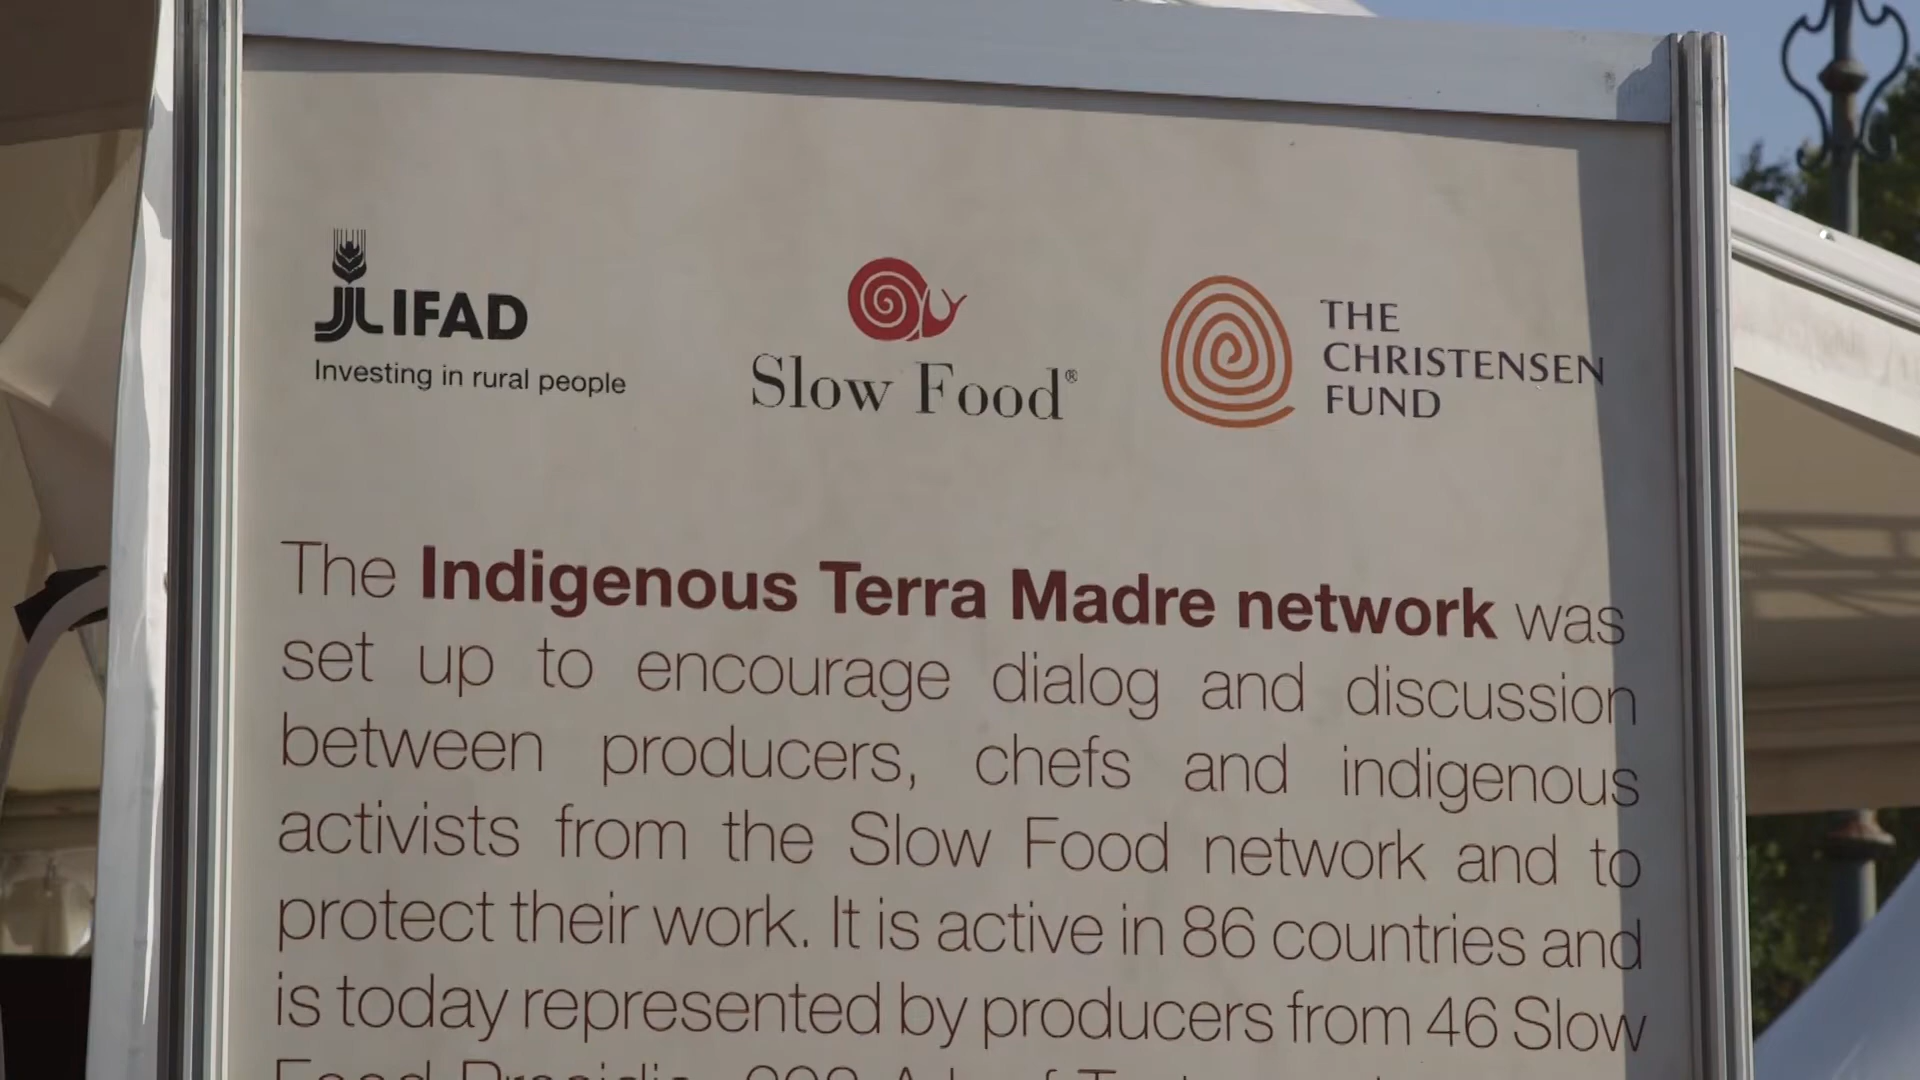 IFAD
Investing in rural people
Slow Food®
THE
CHRISTENSEN
FUND
The Indigenous Terra Madre network was
set up to encourage dialog and discussion
between producers, chefs and indigenous
activists from the Slow Food network and to
protect their work. It is active in 86 countries and
is today represented by producers from 46 Slow
Food Presidia